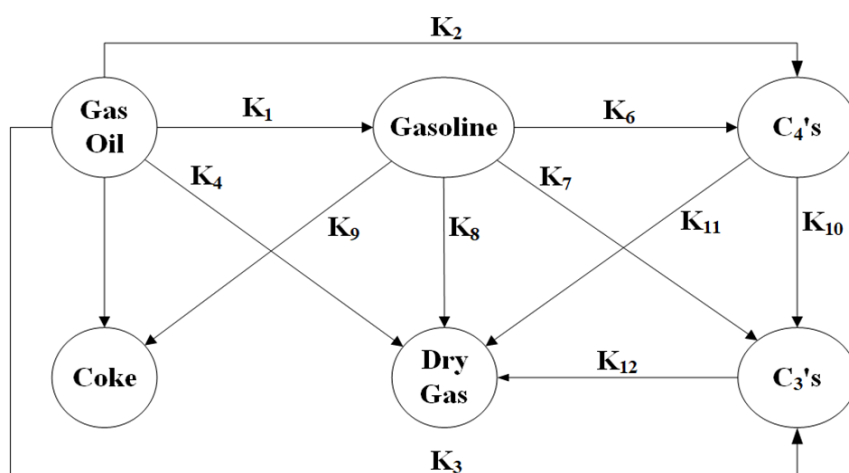 K₂
Gas
Oil
K₁
Gasoline
K₆
C₄'s
K₄
K₇
K₉
K₈
K₁₁
K₁₀
Coke
Dry
Gas
K₁₂
C₃'s
K₃